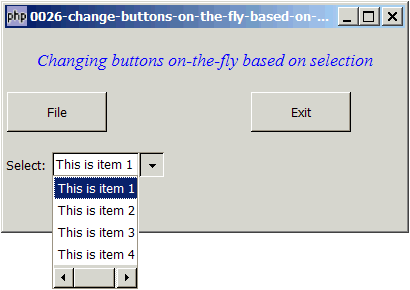 php 0026-change-buttons-on-the-fly-based-on-...
Changing buttons on-the-fly based on selection
File Exit
Select: This is item 1
This is item 1
This is item 2
This is item 3
This is item 4